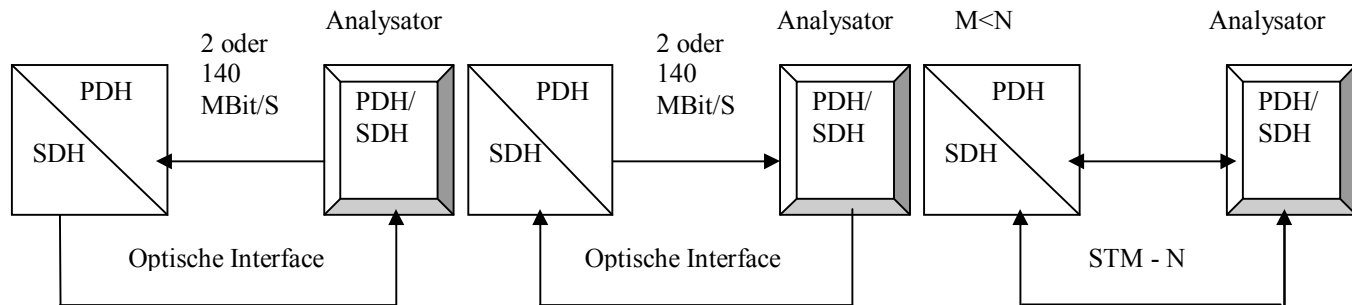 Analysator
Analysator
M<N
Analysator
2 oder
140
MBit/S
2 oder
140
MBit/S
PDH
SDH
PDH/
SDH
PDH
SDH
PDH/
SDH
PDH
SDH
PDH/
SDH
Optische Interface
Optische Interface
STM - N